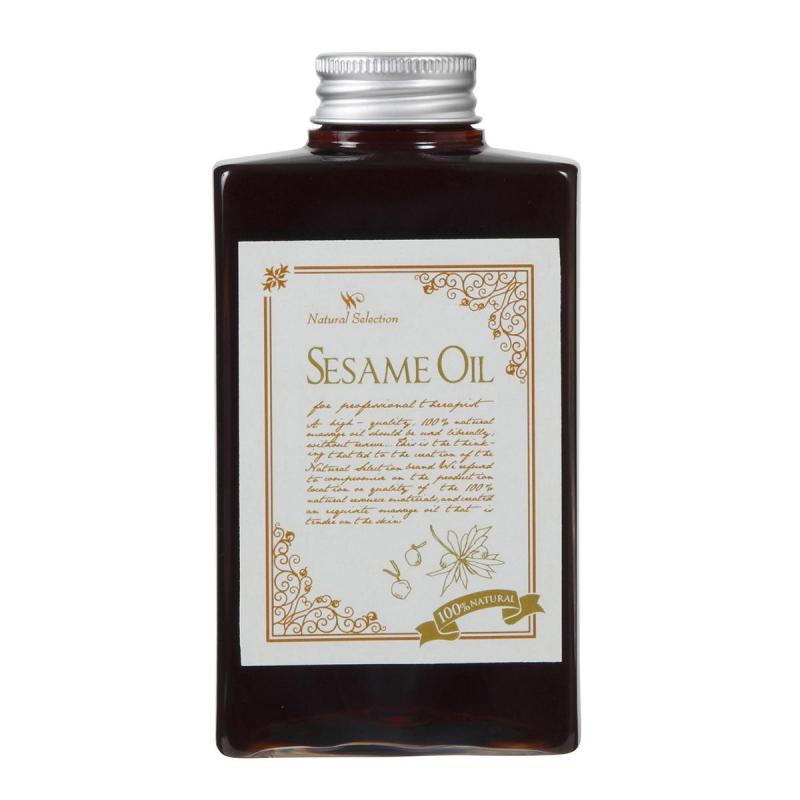 Natural Selection
SESAME OIL
for professional therapist
A high - quality, 100% natural
massage oil should be used liberally,
without reserve... This is the think-
ing that led to the creation of the
Natural Selection brand. We refused
to compromise on the production
location or quality of the 100%
natural resource materials, and created
an exquisite massage oil that is
tender on the skin.
100% NATURAL